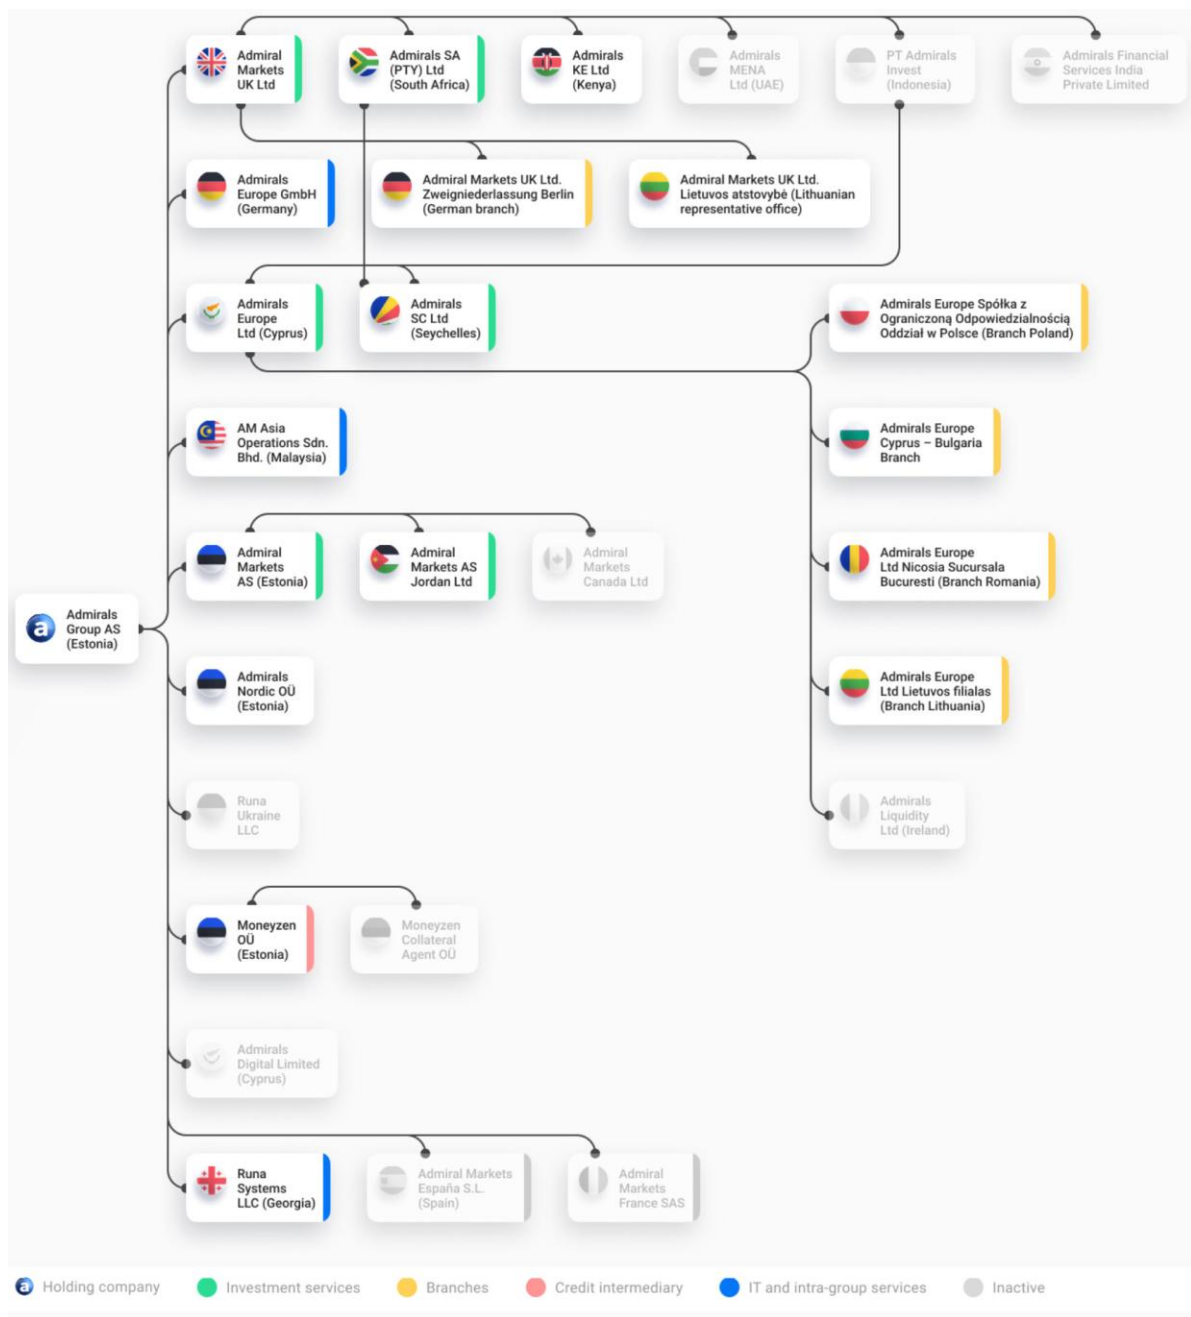 Admiral
Markets
UK Ltd
Admirals SA
(PTY) Ltd
(South Africa)
Admirals
KE Ltd
(Kenya)
Admirals
MENA
Ltd (UAE)
PT Admirals
Invest
(Indonesia)
Admirals Financial
Services India
Private Limited
Admirals
Europe GmbH
(Germany)
Admiral Markets UK Ltd.
Zweigniederlassung Berlin
(German branch)
Admiral Markets UK Ltd.
Lietuvos atstovybė (Lithuanian
representative office)
Admirals
Europe
Ltd (Cyprus)
Admirals
SC Ltd
(Seychelles)
Admirals Europe Spółka z
Ograniczoną Odpowiedzialnością
Oddział w Polsce (Branch Poland)
AM Asia
Operations Sdn.
Bhd. (Malaysia)
Admirals Europe
Cyprus – Bulgaria
Branch
Admiral
Markets
AS (Estonia)
Admiral
Markets AS
Jordan Ltd
Admiral
Markets
Canada Ltd
Admirals Europe
Ltd Nicosia Sucursala
Bucuresti (Branch Romania)
a
Admirals
Group AS
(Estonia)
Admirals
Nordic OÜ
(Estonia)
Admirals Europe
Ltd Lietuvos filialas
(Branch Lithuania)
Runa
Ukraine
LLC
Admirals
Liquidity
Ltd (Ireland)
Moneyzen
OÜ
(Estonia)
Moneyzen
Collateral
Agent OÜ
Admirals
Digital Limited
(Cyprus)
Runa
Systems
LLC (Georgia)
Admiral Markets
España S.L.
(Spain)
Admiral
Markets
France SAS
a Holding company
Investment services
Branches
Credit intermediary
IT and intra-group services
Inactive